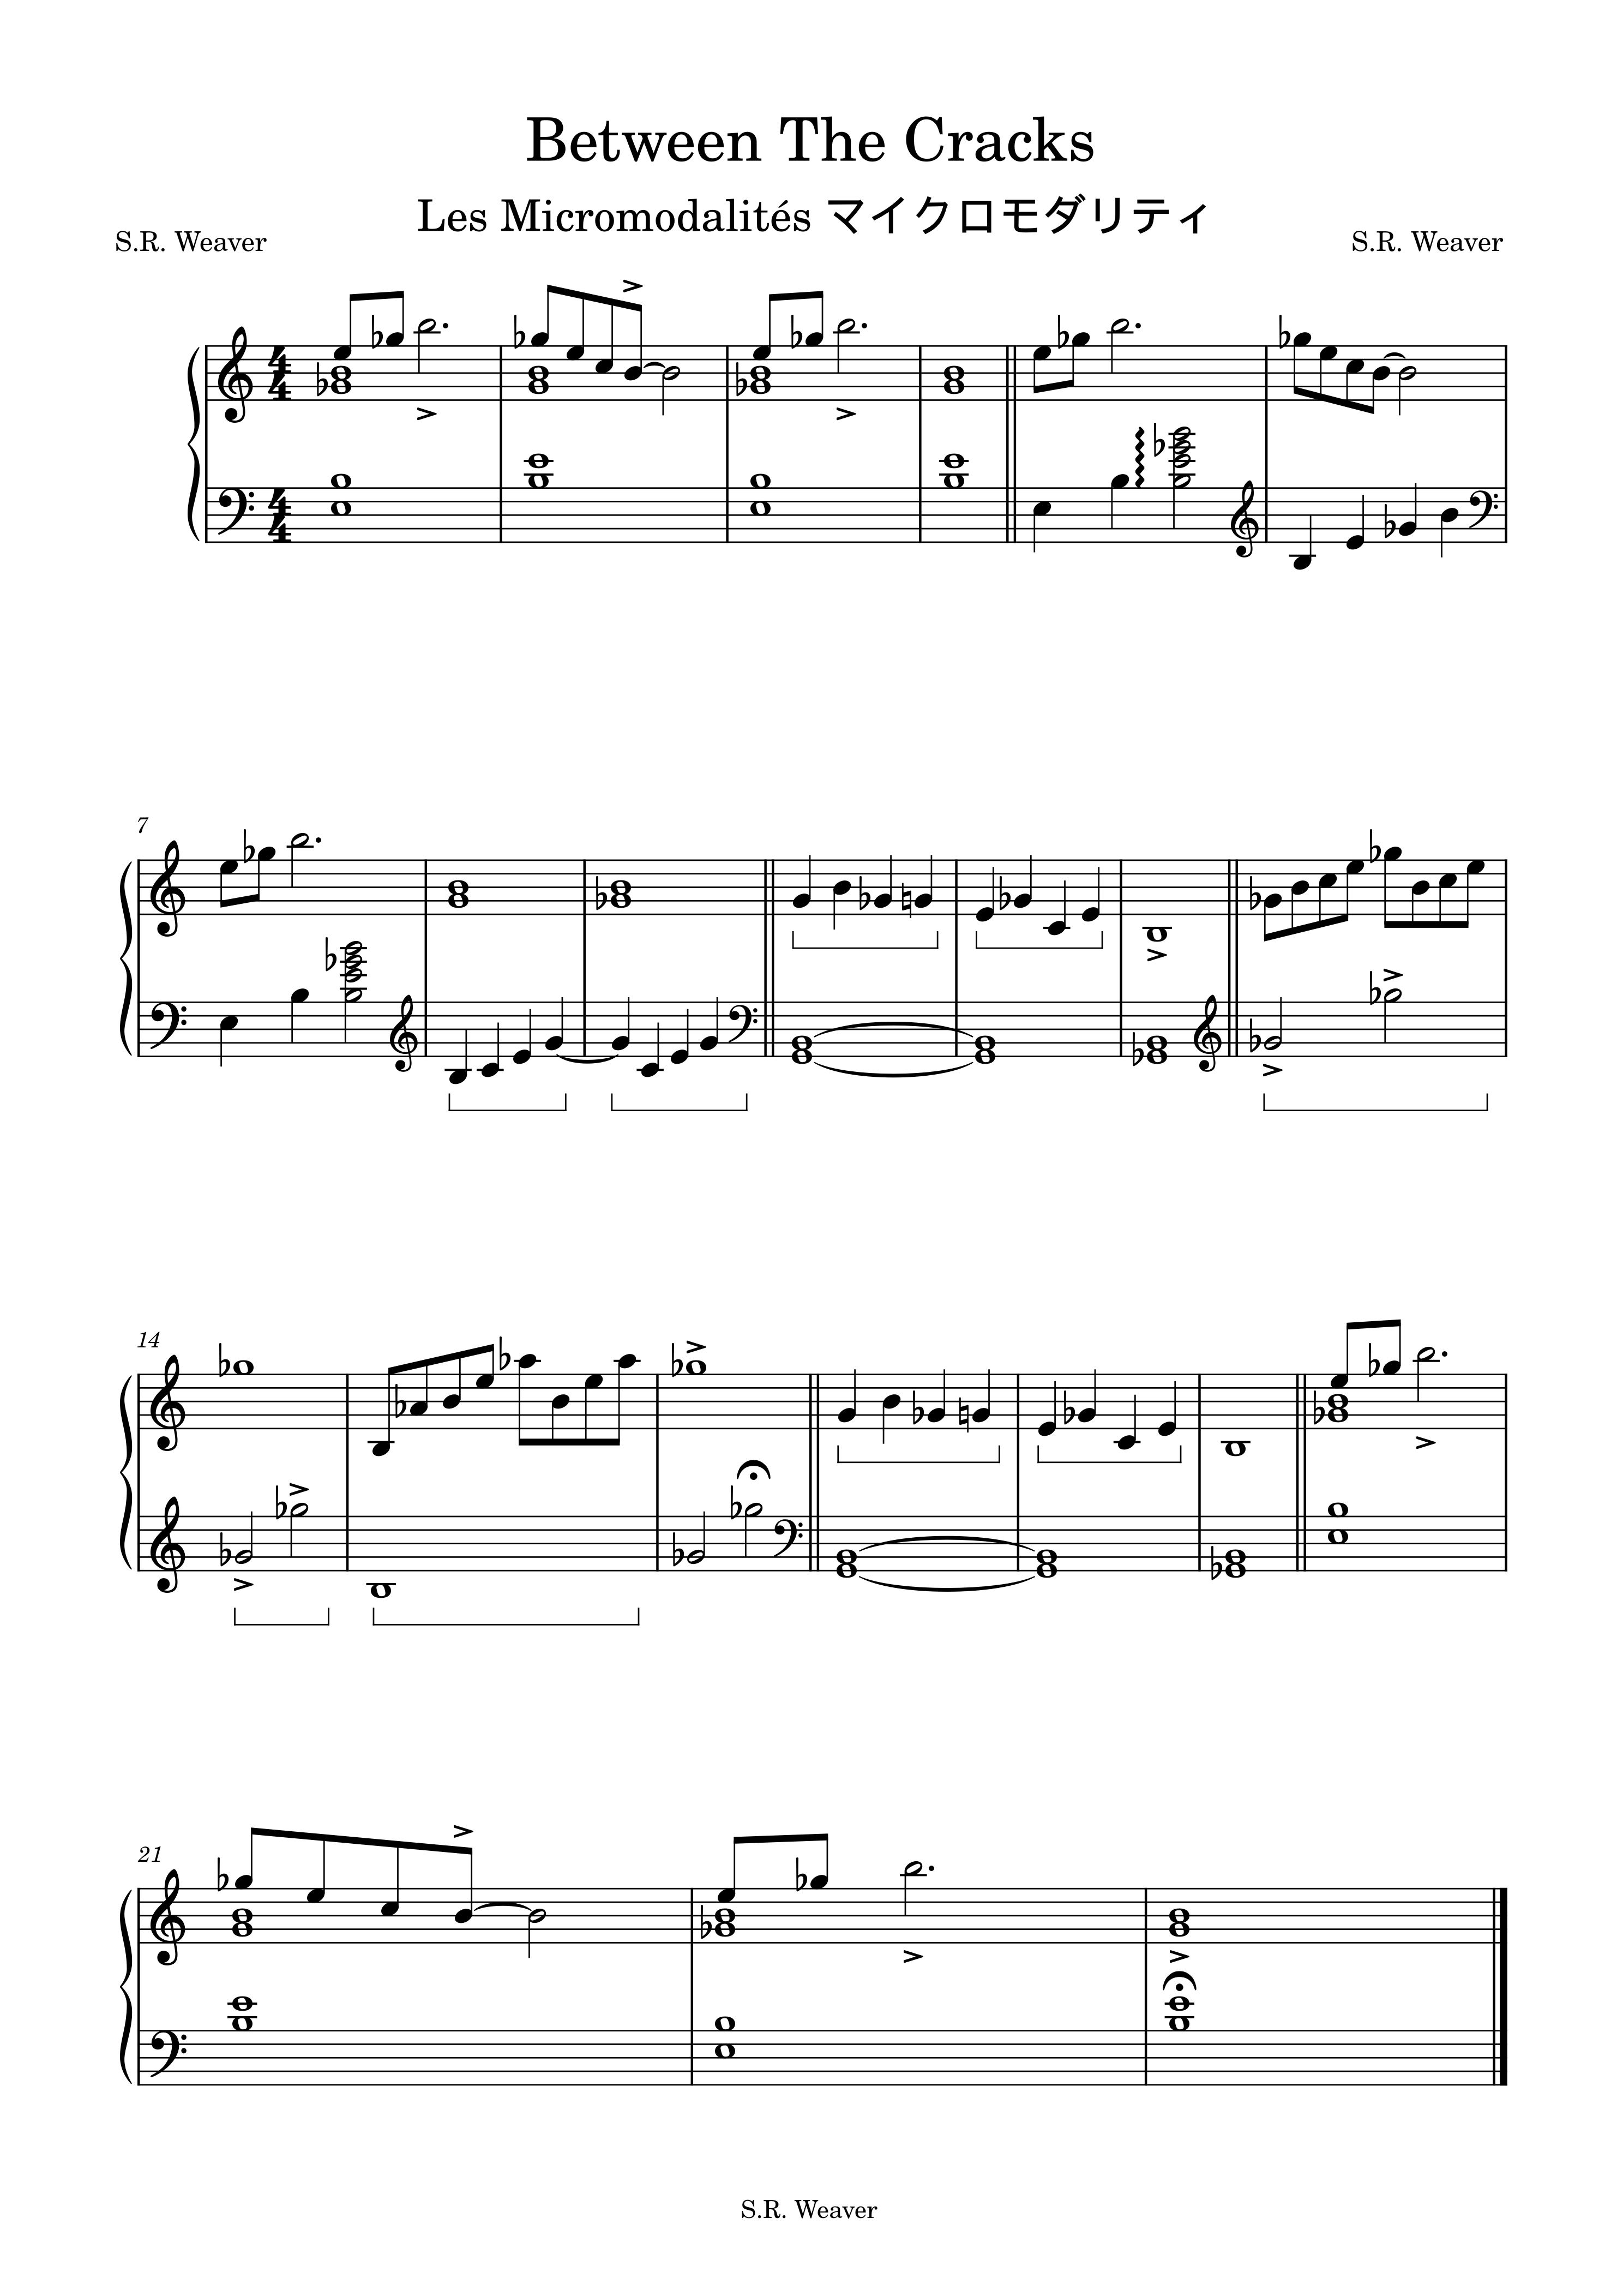 Between The Cracks
Les Micromodalités マイクロモダリティ
S.R. Weaver
S.R. Weaver
7
14
21
S.R. Weaver